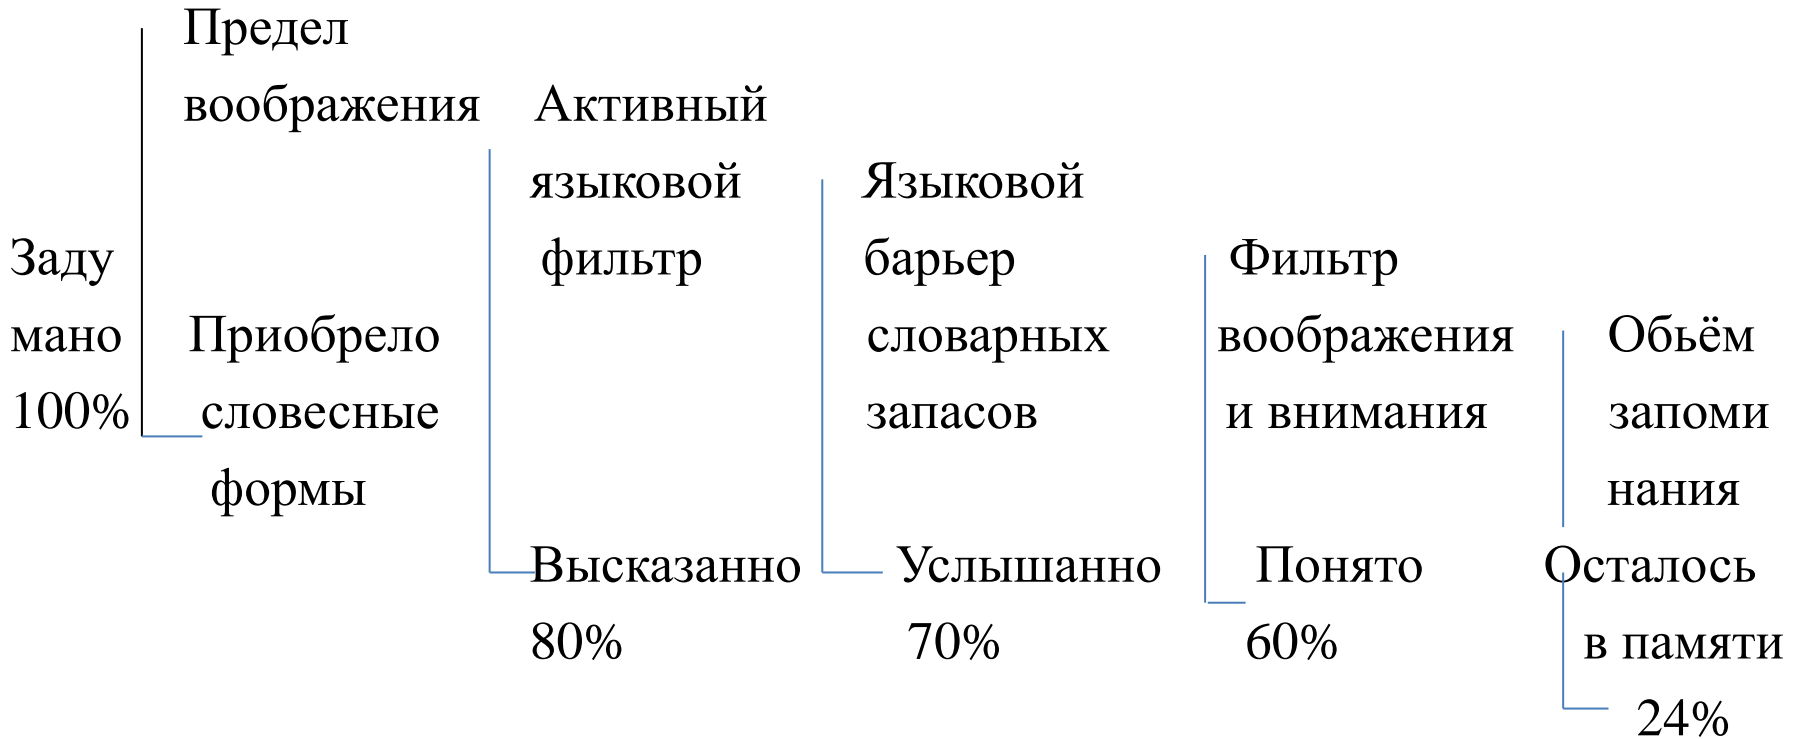 Предел
воображения
Активный
языковой
фильтр
Языковой
барьер
словарных
запасов
Фильтр
воображения
и внимания
Обьём
запоми
нания
Заду
мано
100%
Приобрело
словесные
формы
Высказанно
80%
Услышанно
70%
Понято
60%
Осталось
в памяти
24%